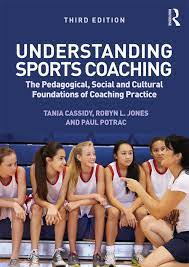 THIRD EDITION
UNDERSTANDING
SPORTS COACHING
The Pedagogical, Social and Cultural
Foundations of Coaching Practice
TANIA CASSIDY, ROBYN L. JONES
AND PAUL POTRAC